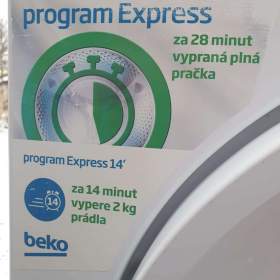 program Express
za 28 minut
vypraná plná
pračka
program Express 14'
14
za 14 minut
vypere 2 kg
prádla
beko